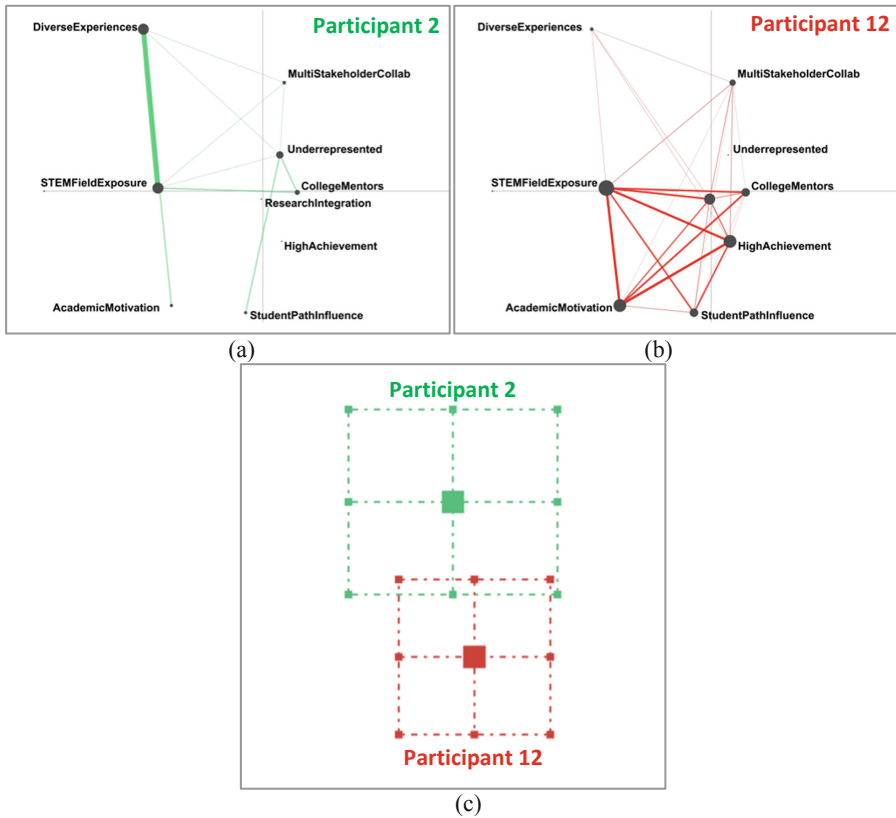 Participant 2
DiverseExperiences
MultiStakeholderCollab
Underrepresented
STEMFieldExposure
CollegeMentors
ResearchIntegration
HighAchievement
AcademicMotivation
StudentPathInfluence
(a)
Participant 12
DiverseExperiences
MultiStakeholderCollab
Underrepresented
STEMFieldExposure
CollegeMentors
HighAchievement
AcademicMotivation
StudentPathInfluence
(b)
Participant 2
Participant 12
(c)